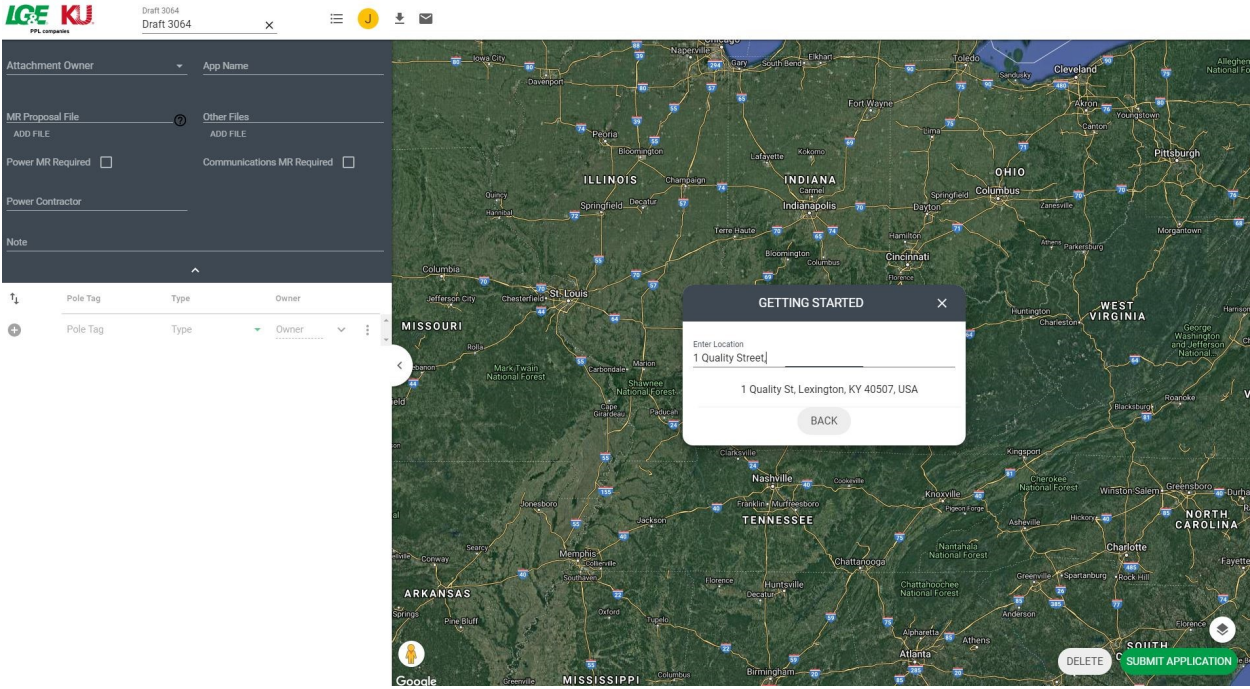 LG&E KU
PPL companies
Draft 3064
Draft 3064
J
Attachment Owner
App Name
MR Proposal File
Other Files
ADD FILE
ADD FILE
Power MR Required
Communications MR Required
Power Contractor
Note
Pole Tag Type Owner
Pole Tag Type Owner
GETTING STARTED
Enter Location
1 Quality Street,
1 Quality St, Lexington, KY 40507, USA
BACK
Iowa City
Davenport
Naperville
Chicago
Gary
South Bend
Elkhart
Toledo
Sandusky
Cleveland
Akron
Youngstown
Canton
Fort Wayne
Lima
Pittsburgh
Peoria
Bloomington
Lafayette
Kokomo
ILLINOIS
Champaign
INDIANA
Carmel
Indianapolis
OHIO
Springfield
Columbus
Dayton
Zanesville
Quincy
Hannibal
Springfield
Decatur
Terre Haute
Bloomington
Columbus
Hamilton
Cincinnati
Florence
Athens
Parkersburg
Morgantown
Columbia
Jefferson City
Chesterfield
St. Louis
MISSOURI
Rolla
Mark Twain
National Forest
Carbondale
Marion
Shawnee
National Forest
Cape
Girardeau
Paducah
Huntington
Charleston
WEST
VIRGINIA
George
Washington
and Jefferson
National...
Roanoke
Blacksburg
Clarksville
Nashville
Cookeville
Franklin
Murfreesboro
TENNESSEE
Knoxville
Pigeon Forge
Kingsport
Cherokee
National Forest
Winston-Salem
Greensboro
Durha
NORTH
CAROLINA
Asheville
Hickory
Charlotte
Jonesboro
Jackson
Searcy
Conway
Memphis
Collierville
Southaven
ARKANSAS
Pine Bluff
Oxford
Tupelo
Florence
Huntsville
Decatur
Chattanooga
Nantahala
National Forest
Chattahoochee
National Forest
Greenville
Spartanburg
Rock Hill
Fayette
Anderson
Alpharetta
Athens
Atlanta
Florence
SOUTH
Greenville
MISSISSIPPI
Columbus
Birmingham
Google
DELETE
SUBMIT APPLICATION